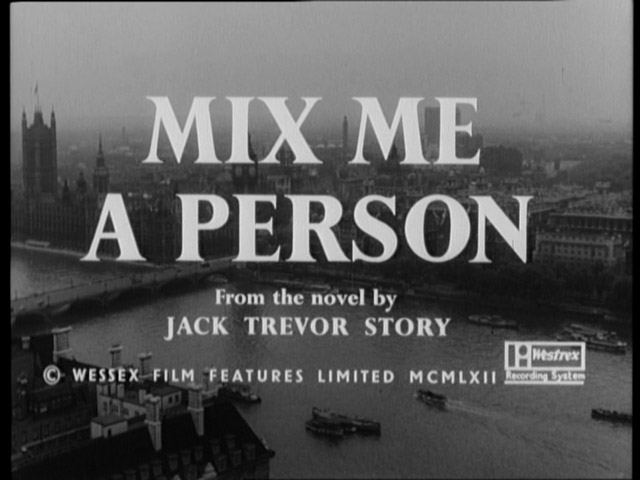 MIX ME
A PERSON
From the novel by
JACK TREVOR STORY
© WESSEX FILM FEATURES LIMITED MCMLXII
Westrex
Recording System